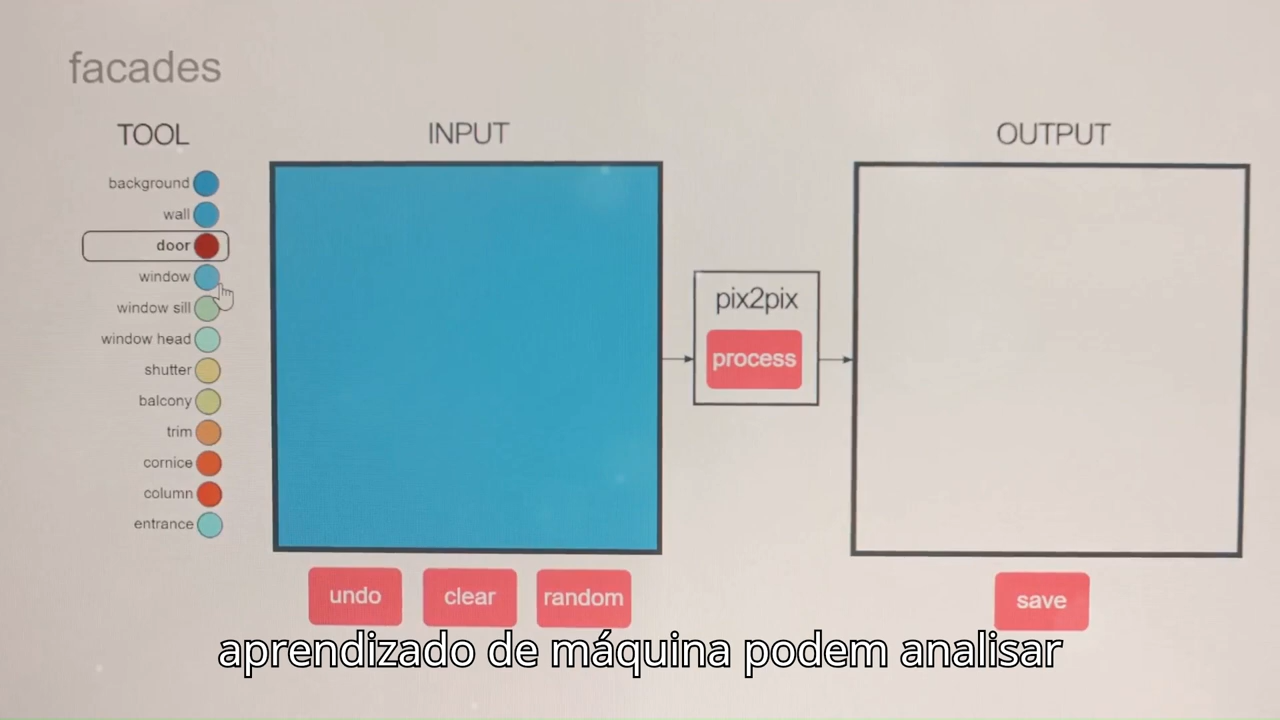 facades
TOOL
background
wall
door
window
window sill
window head
shutter
balcony
trim
cornice
column
entrance
INPUT
undo
clear
random
pix2pix
process
OUTPUT
save
aprendizado de máquina podem analisar